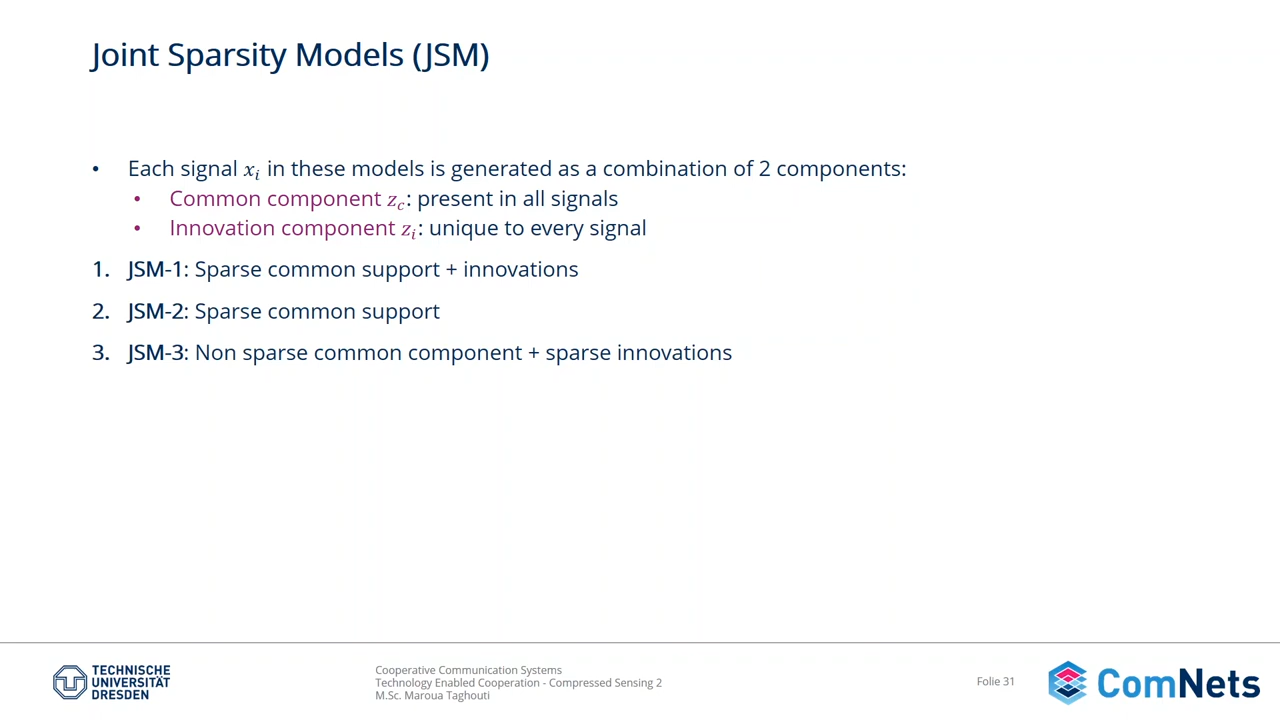 Joint Sparsity Models (JSM)
• Each signal xᵢ in these models is generated as a combination of 2 components:
• Common component z_c: present in all signals
• Innovation component zᵢ: unique to every signal
1. JSM-1: Sparse common support + innovations
2. JSM-2: Sparse common support
3. JSM-3: Non sparse common component + sparse innovations
TECHNISCHE
UNIVERSITÄT
DRESDEN
Cooperative Communication Systems
Technology Enabled Cooperation - Compressed Sensing 2
M.Sc. Maroua Taghouti
Folie 31
ComNets